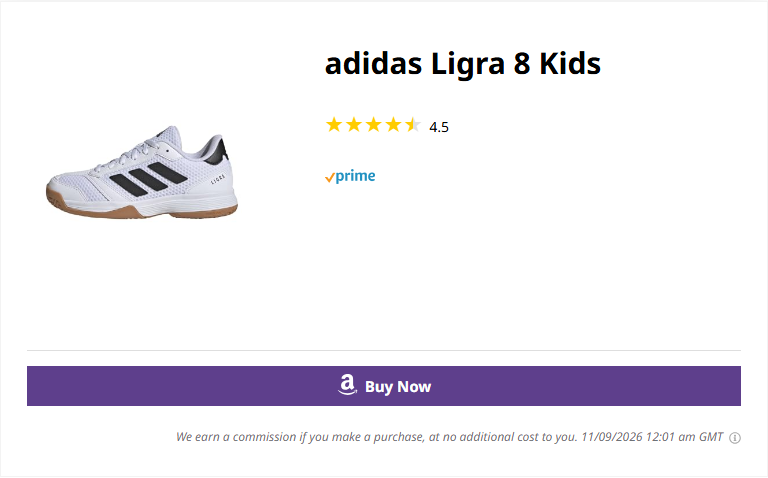 adidas Ligra 8 Kids
4.5
prime
LIGRA
Buy Now
We earn a commission if you make a purchase, at no additional cost to you. 11/09/2026 12:01 am GMT